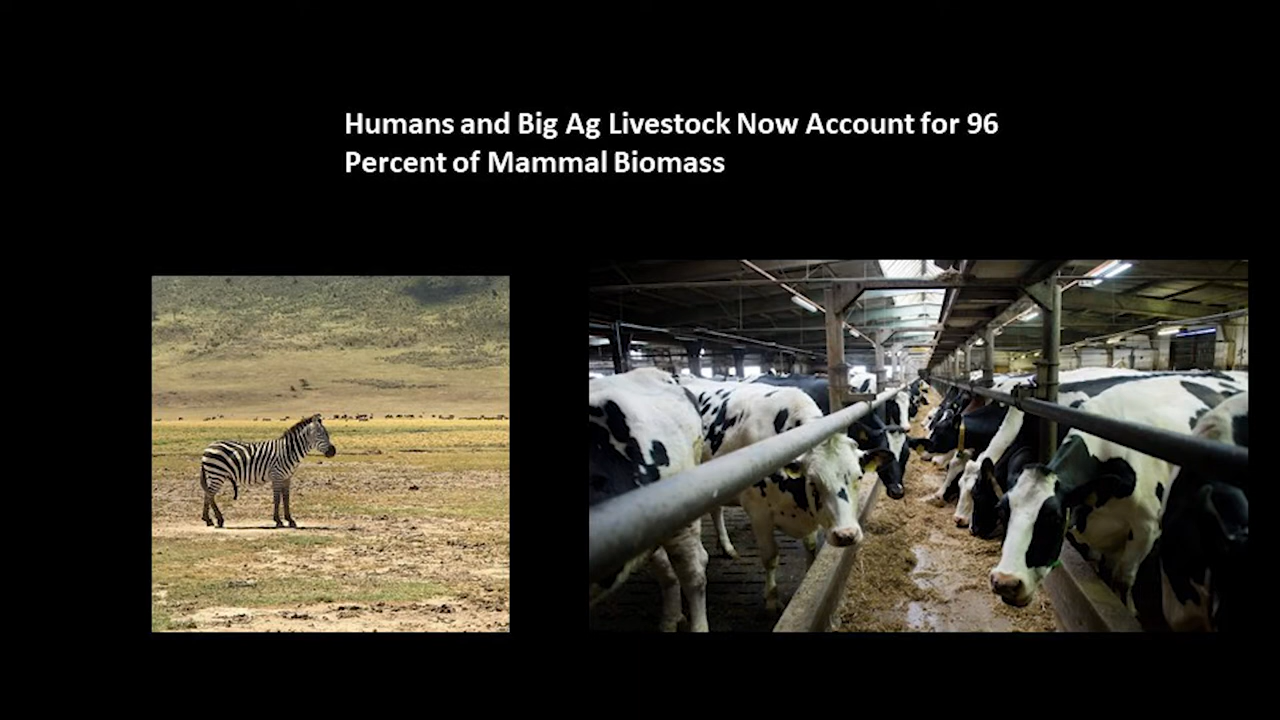 Humans and Big Ag Livestock Now Account for 96
Percent of Mammal Biomass